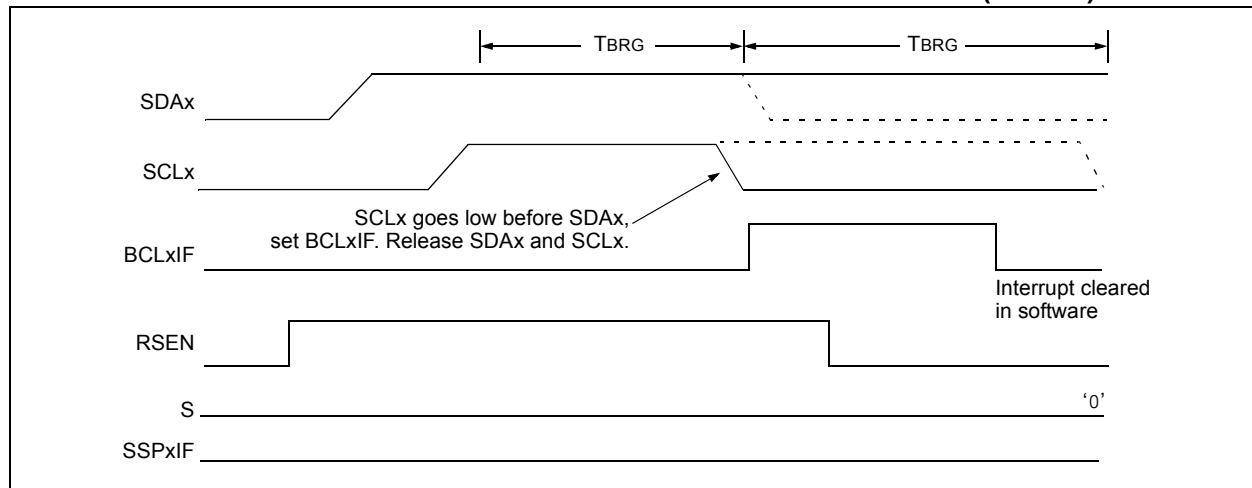 TBRG TBRG
SDAx
SCLx
SCLx goes low before SDAx,
set BCLxIF. Release SDAx and SCLx.
BCLxIF
Interrupt cleared
in software
RSEN
S
‘0’
SSPxIF